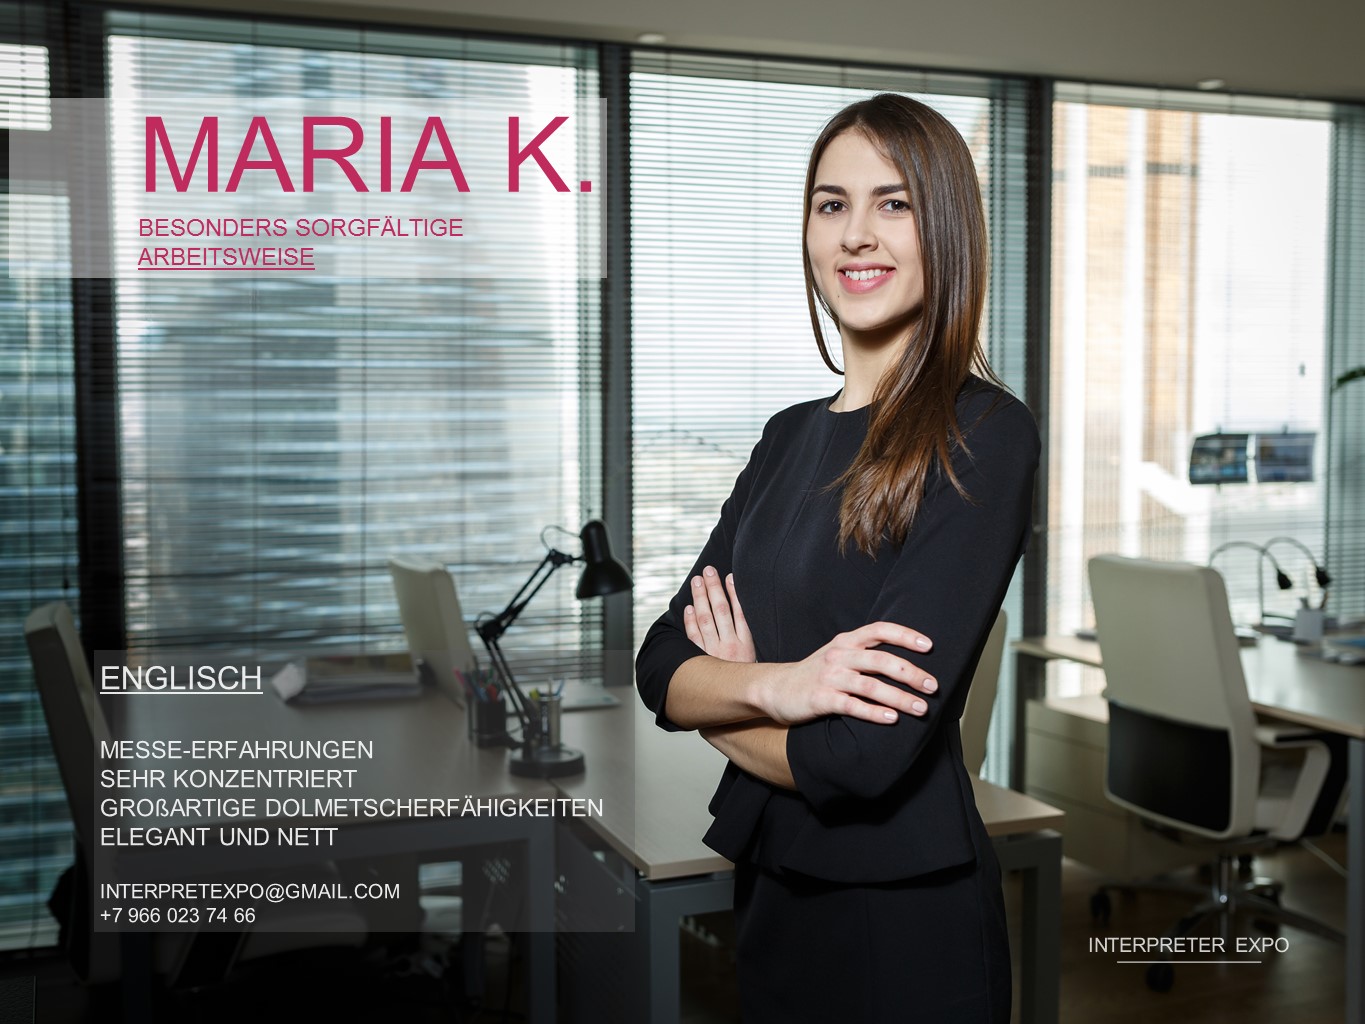 MARIA K.
BESONDERS SORGFÄLTIGE
ARBEITSWEISE
ENGLISCH
MESSE-ERFAHRUNGEN
SEHR KONZENTRIERT
GROßARTIGE DOLMETSCHERFÄHIGKEITEN
ELEGANT UND NETT
INTERPRETEXPO@GMAIL.COM
+7 966 023 74 66
INTERPRETER EXPO